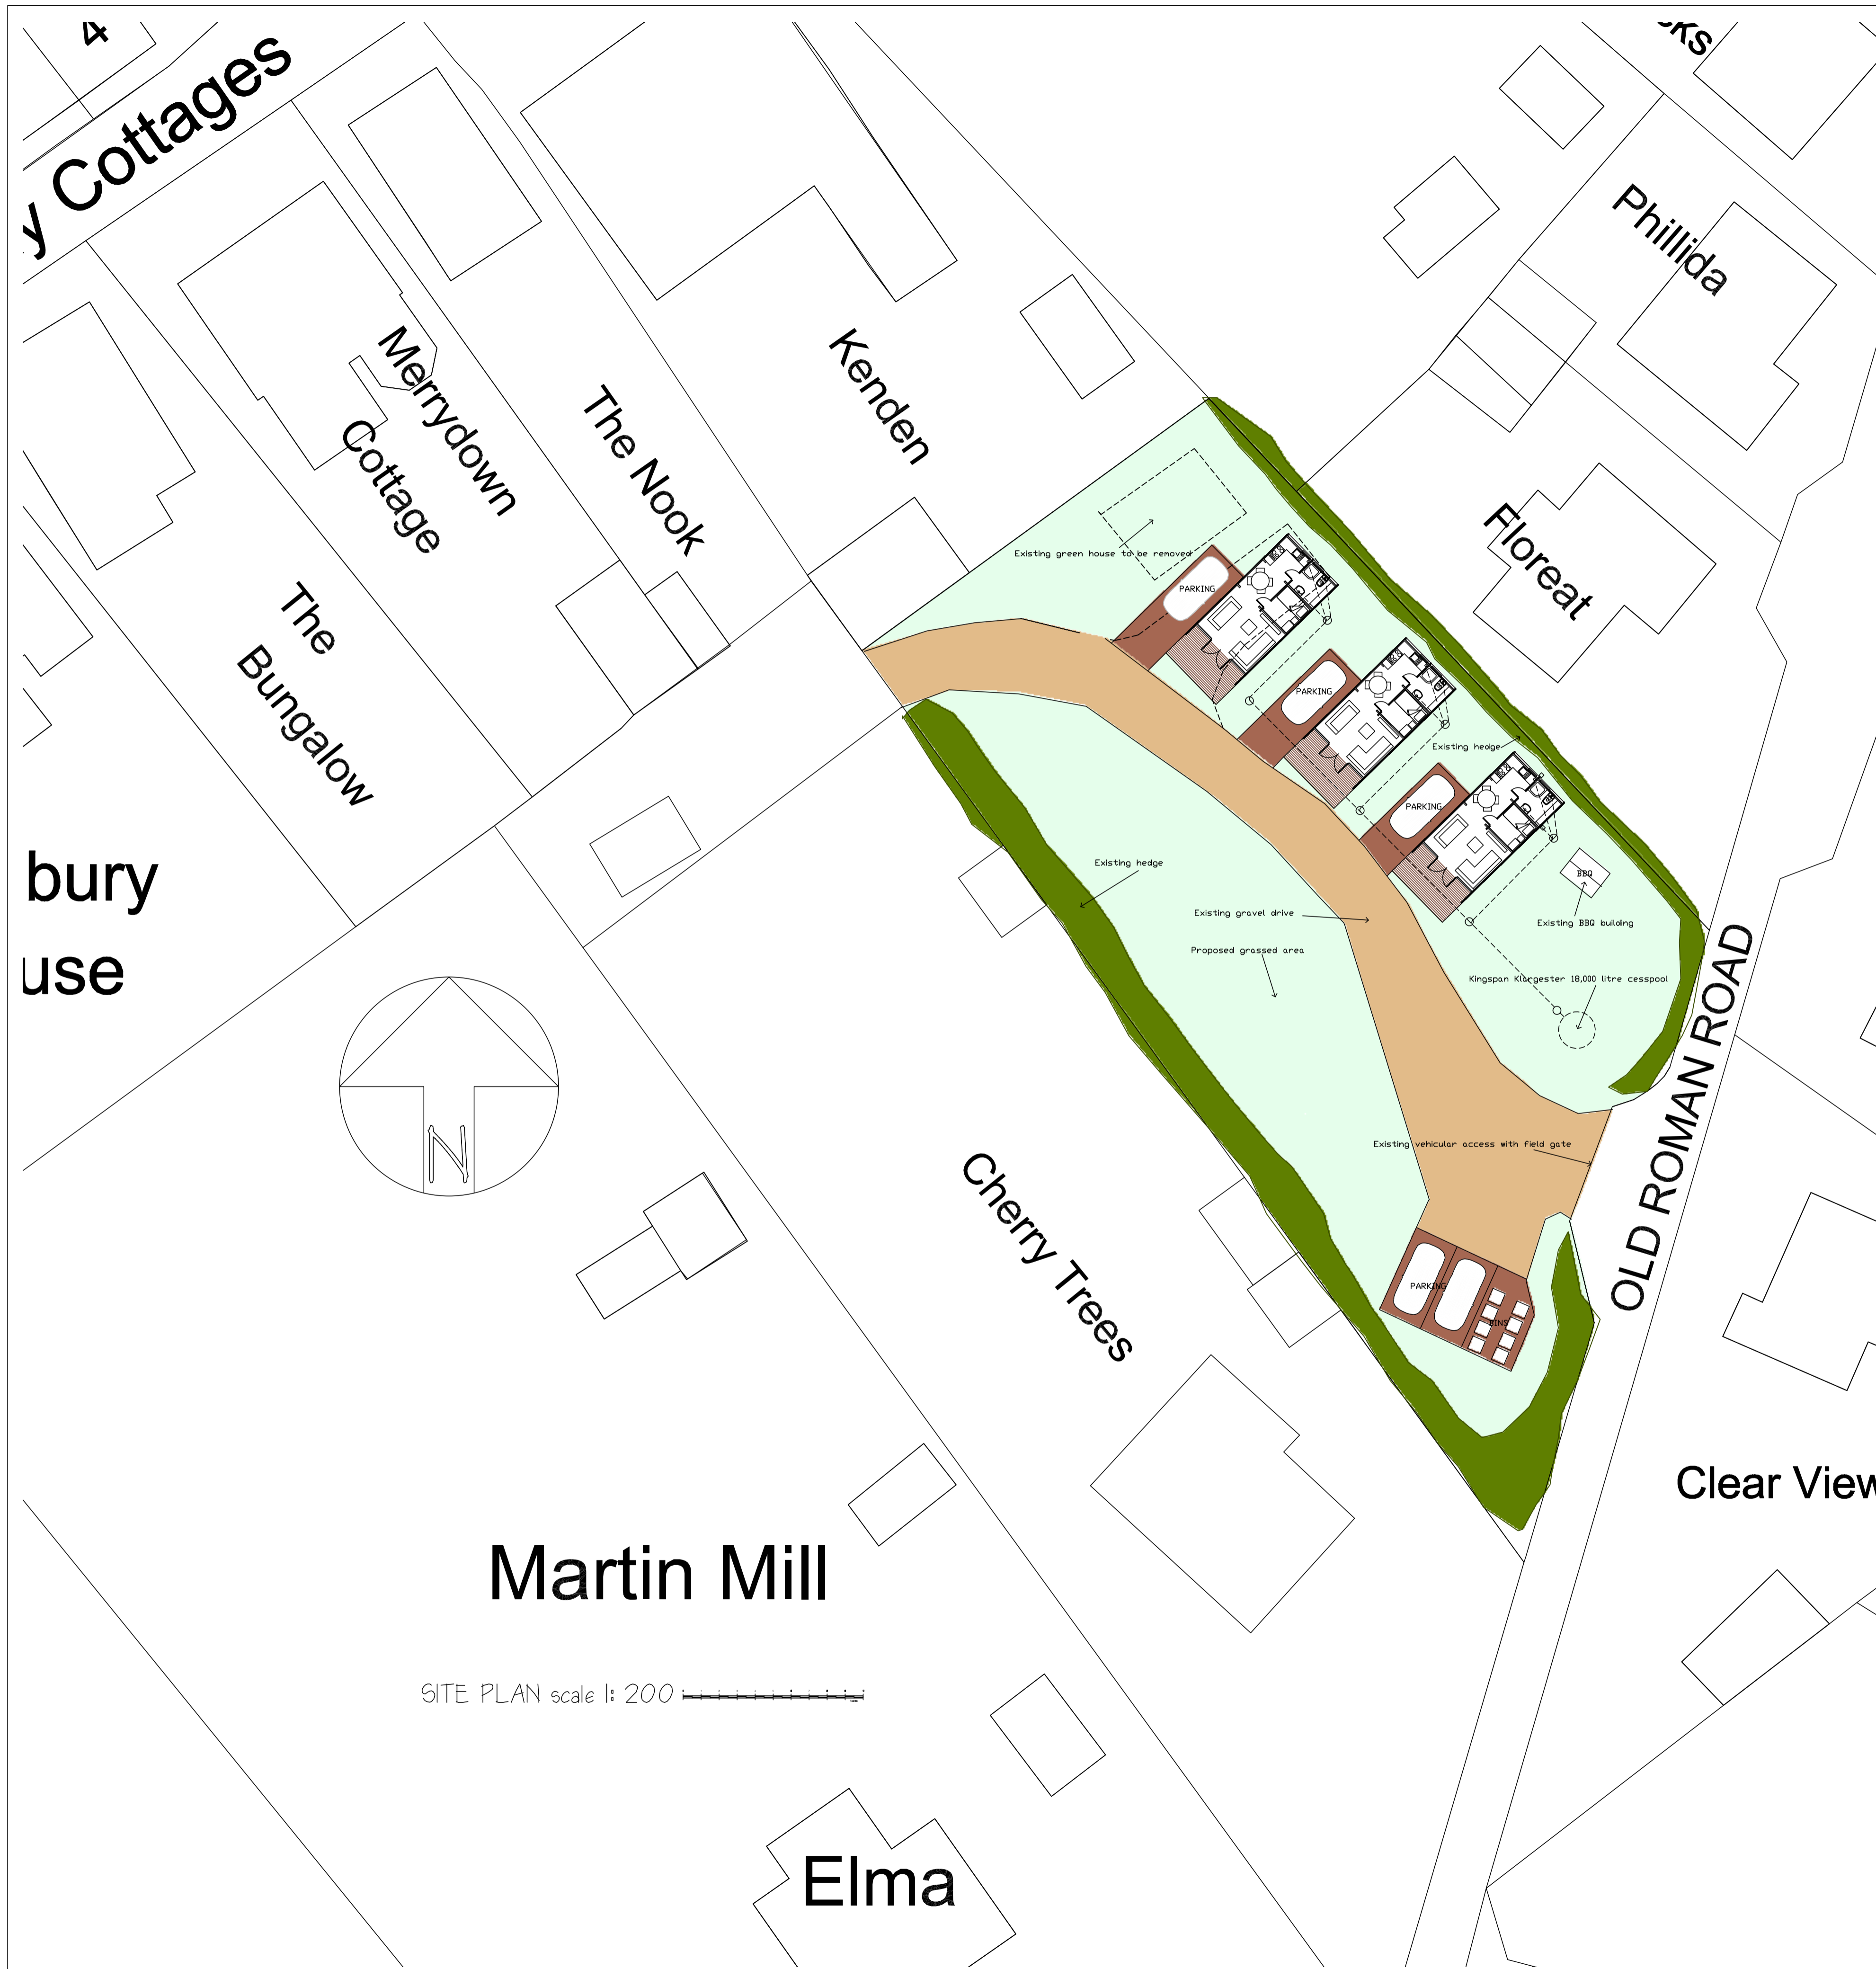 4
y Cottages
cks
Phillida
Merrydown
Cottage
The Nook
Kenden
Floreat
Existing green house to be removed
PARKING
The
Bungalow
PARKING
Existing hedge
PARKING
bury
use
Existing hedge
BBQ
Existing gravel drive
Existing BBQ building
Proposed grassed area
Kingspan Klargester 18,000 litre cesspool
OLD ROMAN ROAD
N
Existing vehicular access with field gate
Cherry Trees
PARKING
BINS
Clear View
Martin Mill
SITE PLAN scale 1: 200
Elma